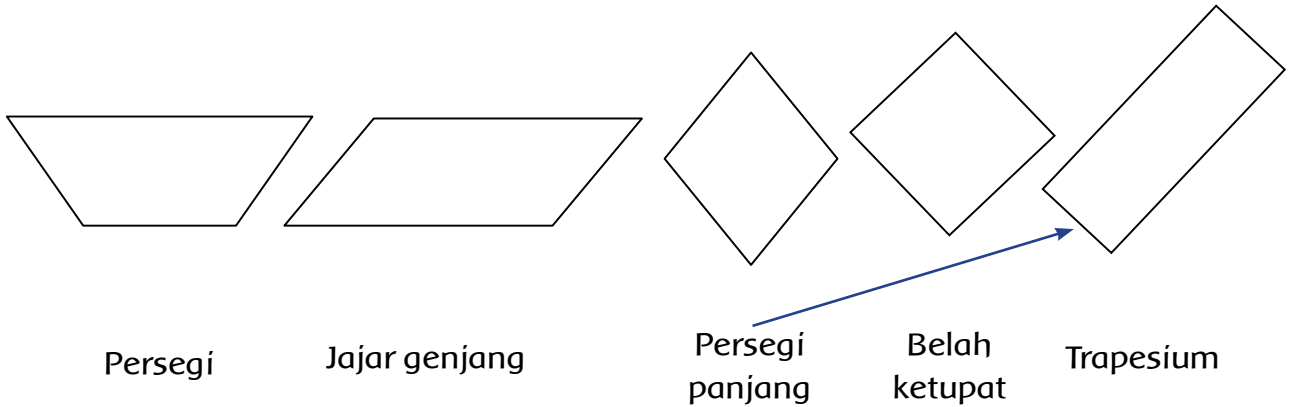 Persegi
Jajar genjang
Persegi
panjang
Belah
ketupat
Trapesium